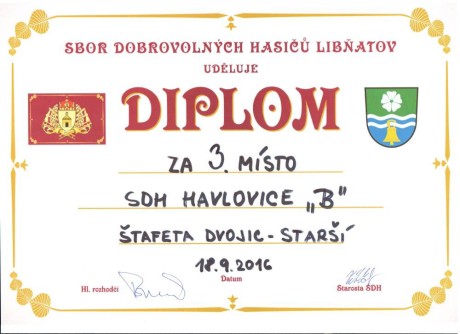 SBOR DOBROVOLNÝCH HASIČŮ LIBŇATOV
UDĚLUJE
DIPLOM
ZA 3. MÍSTO
SDH HAVLOVICE „B"
ŠTAFETA DVOJIC - STARŠÍ
18.9.2016
Hl. rozhodčí Datum Starosta SDH